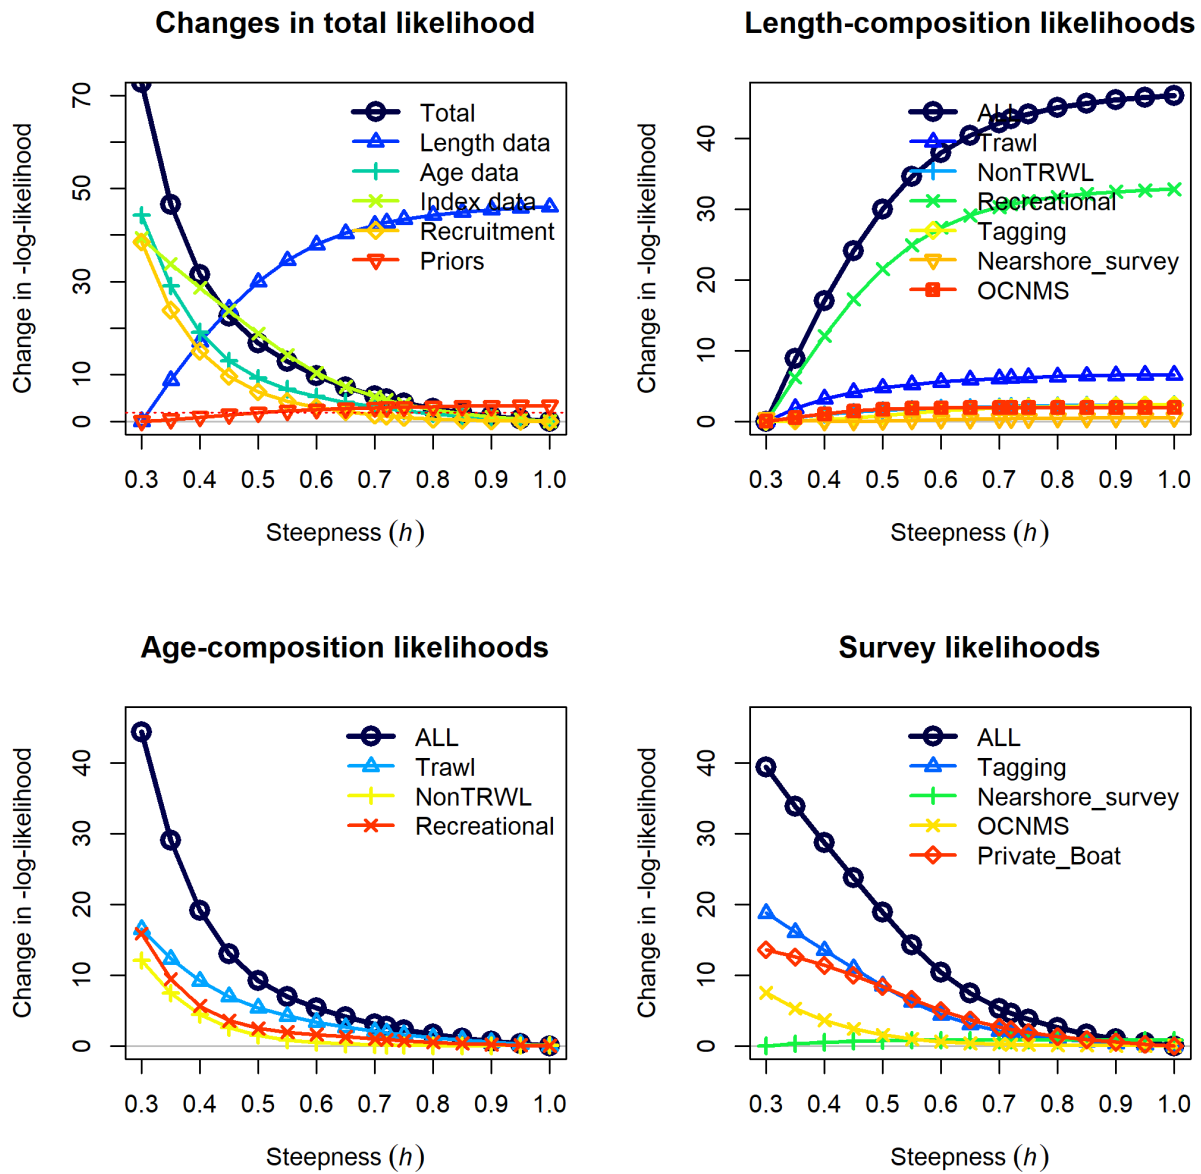 Changes in total likelihood
Change in -log-likelihood
70
50
30
10
0
Total
Length data
Age data
Index data
Recruitment
Priors
0.3 0.4 0.5 0.6 0.7 0.8 0.9 1.0
Steepness (h)
Length-composition likelihoods
Change in -log-likelihood
40
30
20
10
0
ALL
Trawl
NonTRWL
Recreational
Tagging
Nearshore_survey
OCNMS
0.3 0.4 0.5 0.6 0.7 0.8 0.9 1.0
Steepness (h)
Age-composition likelihoods
Change in -log-likelihood
40
30
20
10
0
ALL
Trawl
NonTRWL
Recreational
0.3 0.4 0.5 0.6 0.7 0.8 0.9 1.0
Steepness (h)
Survey likelihoods
Change in -log-likelihood
40
30
20
10
0
ALL
Tagging
Nearshore_survey
OCNMS
Private_Boat
0.3 0.4 0.5 0.6 0.7 0.8 0.9 1.0
Steepness (h)